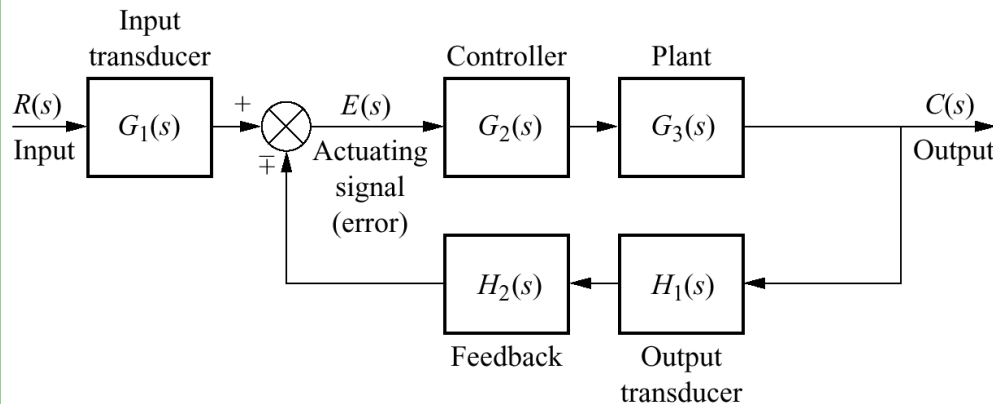 Input
transducer
Controller
Plant
R(s)
G₁(s)
+
E(s)
G₂(s)
G₃(s)
C(s)
Input
∓
Actuating
signal
(error)
Output
H₂(s)
H₁(s)
Feedback
Output
transducer